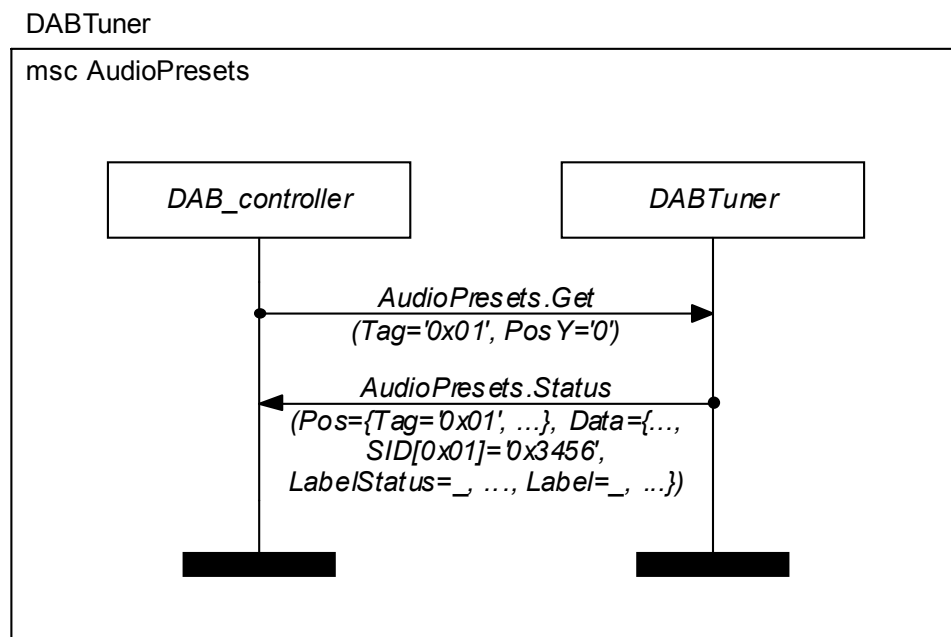 DABTuner
msc AudioPresets
DAB_controller
DABTuner
AudioPresets.Get
(Tag='0x01', PosY='0')
AudioPresets.Status
(Pos={Tag='0x01', ...}, Data={...,
SID[0x01]='0x3456',
LabelStatus=_, ..., Label=_, ...})